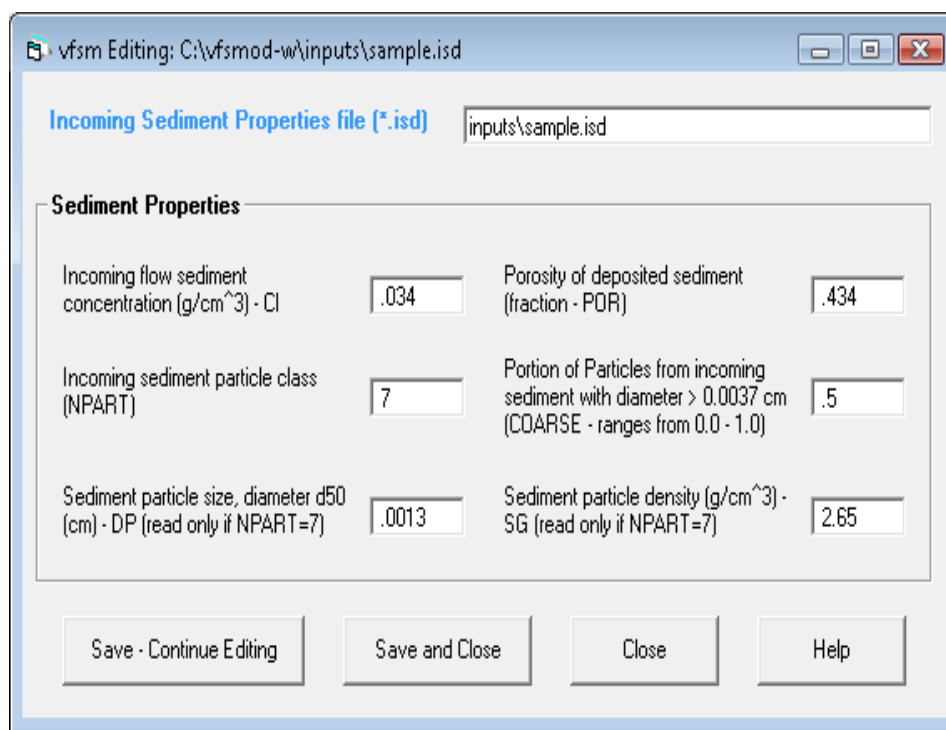 vfsm Editing: C:\vfsmod-w\inputs\sample.isd
Incoming Sediment Properties file (*.isd)
inputs\sample.isd
Sediment Properties
Incoming flow sediment
concentration (g/cm^3) - CI
.034
Porosity of deposited sediment
(fraction - POR)
.434
Incoming sediment particle class
(NPART)
7
Portion of Particles from incoming
sediment with diameter > 0.0037 cm
(COARSE - ranges from 0.0 - 1.0)
.5
Sediment particle size, diameter d50
(cm) - DP (read only if NPART=7)
.0013
Sediment particle density (g/cm^3) -
SG (read only if NPART=7)
2.65
Save - Continue Editing
Save and Close
Close
Help